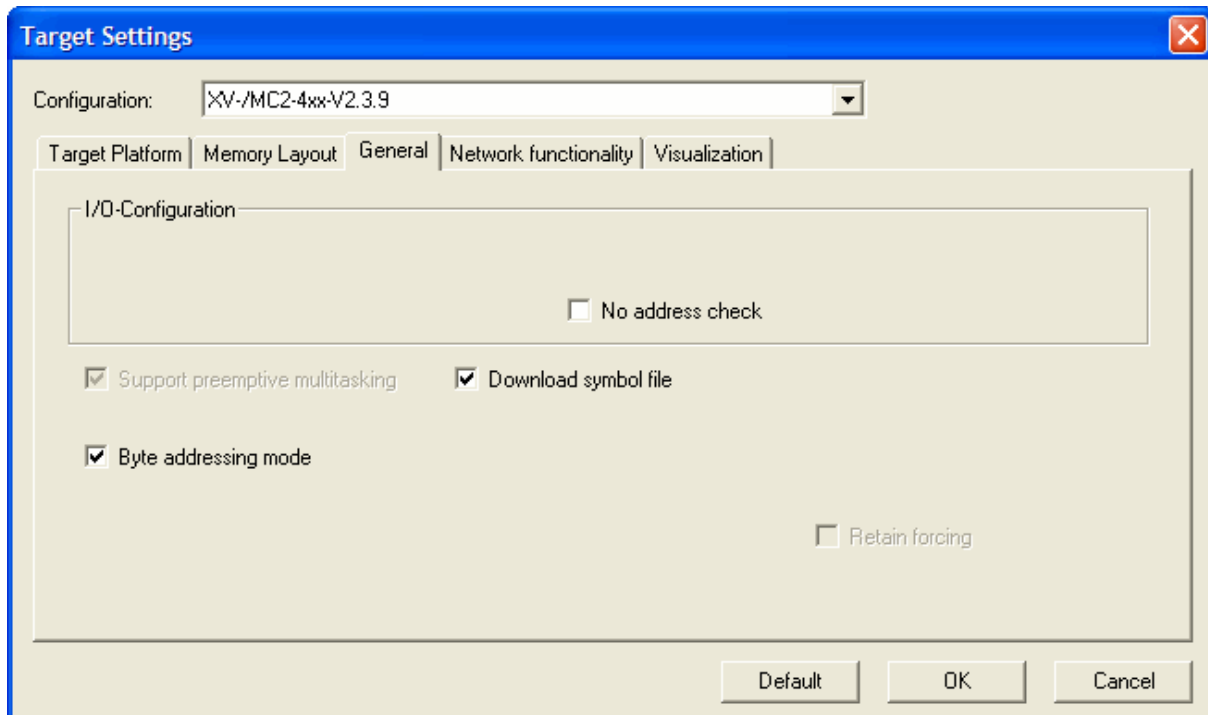 Target Settings
Configuration: XV-/MC2-4xx-V2.3.9
Target Platform Memory Layout General Network functionality Visualization
I/O-Configuration
No address check
Support preemptive multitasking Download symbol file
Byte addressing mode
Retain forcing
Default OK Cancel